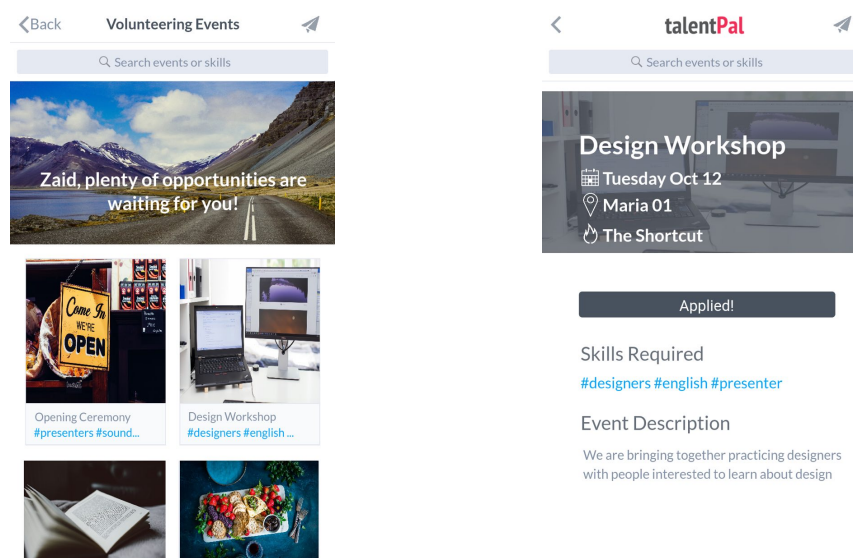 Back
Volunteering Events
Search events or skills
Zaid, plenty of opportunities are
waiting for you!
Come In
WE'RE
OPEN
Opening Ceremony
#presenters #sound...
Design Workshop
#designers #english ...
talentPal
Search events or skills
Design Workshop
Tuesday Oct 12
Maria 01
The Shortcut
Applied!
Skills Required
#designers #english #presenter
Event Description
We are bringing together practicing designers
with people interested to learn about design